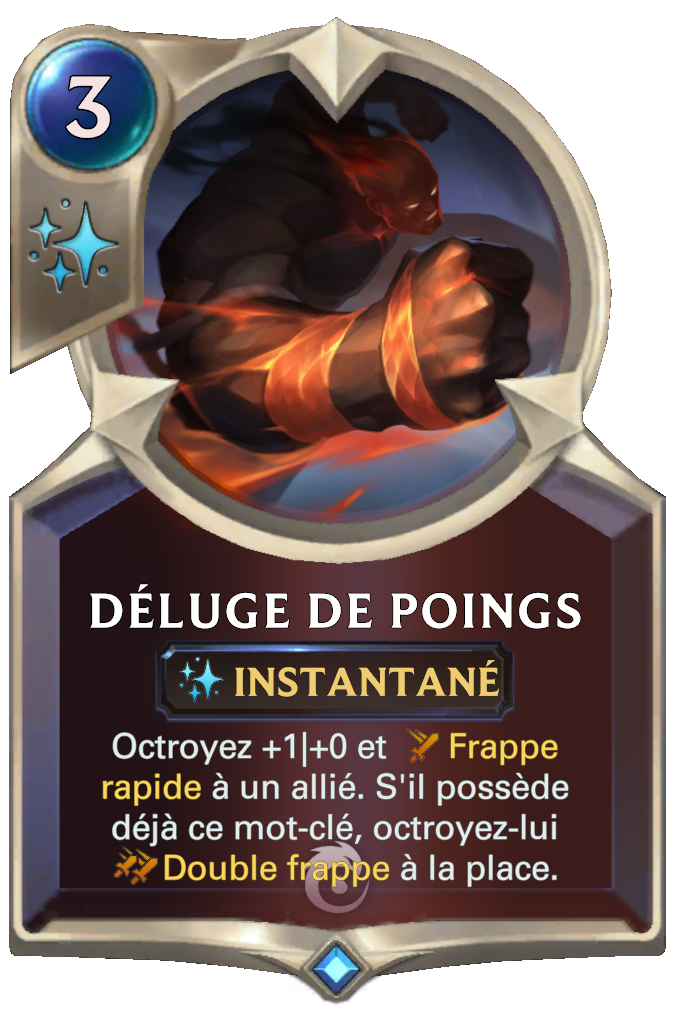 3
DÉLUGE DE POINGS
INSTANTANÉ
Octroyez +1|+0 et Frappe
rapide à un allié. S'il possède
déjà ce mot-clé, octroyez-lui
Double frappe à la place.